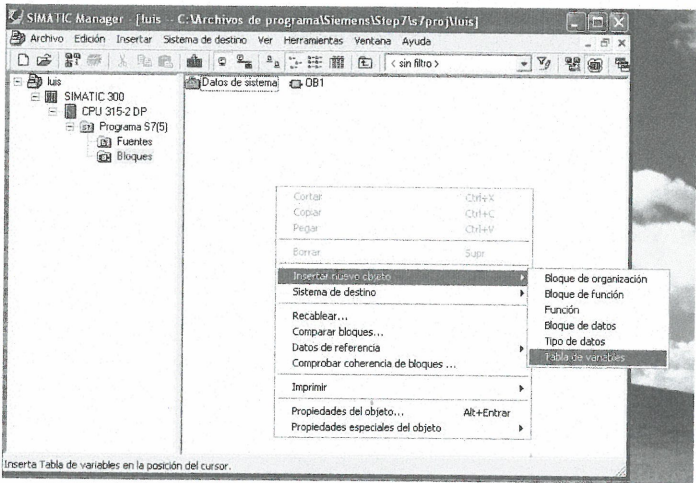 SIMATIC Manager - [luis -- C:\Archivos de programa\Siemens\Step7\s7proj\luis]
Archivo Edición Insertar Sistema de destino Ver Herramientas Ventana Ayuda
< sin filtro >
luis
SIMATIC 300
CPU 315-2 DP
Programa S7(5)
Fuentes
Bloques
Datos de sistema OB1
Cortar Ctrl+X
Copiar Ctrl+C
Pegar Ctrl+V
Borrar Supr
Insertar nuevo objeto
Sistema de destino
Recablear...
Comparar bloques...
Datos de referencia
Comprobar coherencia de bloques ...
Imprimir
Propiedades del objeto... Alt+Entrar
Propiedades especiales del objeto
Bloque de organización
Bloque de función
Función
Bloque de datos
Tipo de datos
Tabla de variables
Inserta Tabla de variables en la posición del cursor.